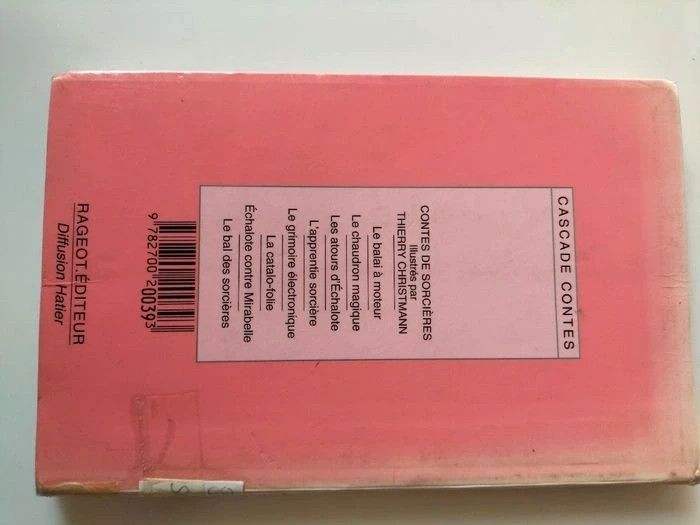 CASCADE CONTES
CONTES DE SORCIÈRES
Illustrés par
THIERRY CHRISTMANN
Le balai à moteur
Le chaudron magique
Les atours d'Échalote
L'apprentie sorcière
Le grimoire électronique
La catalo-folie
Échalote contre Mirabelle
Le bal des sorcières
9 782700 200393
RAGEOT.ÉDITEUR
Diffusion Hatier